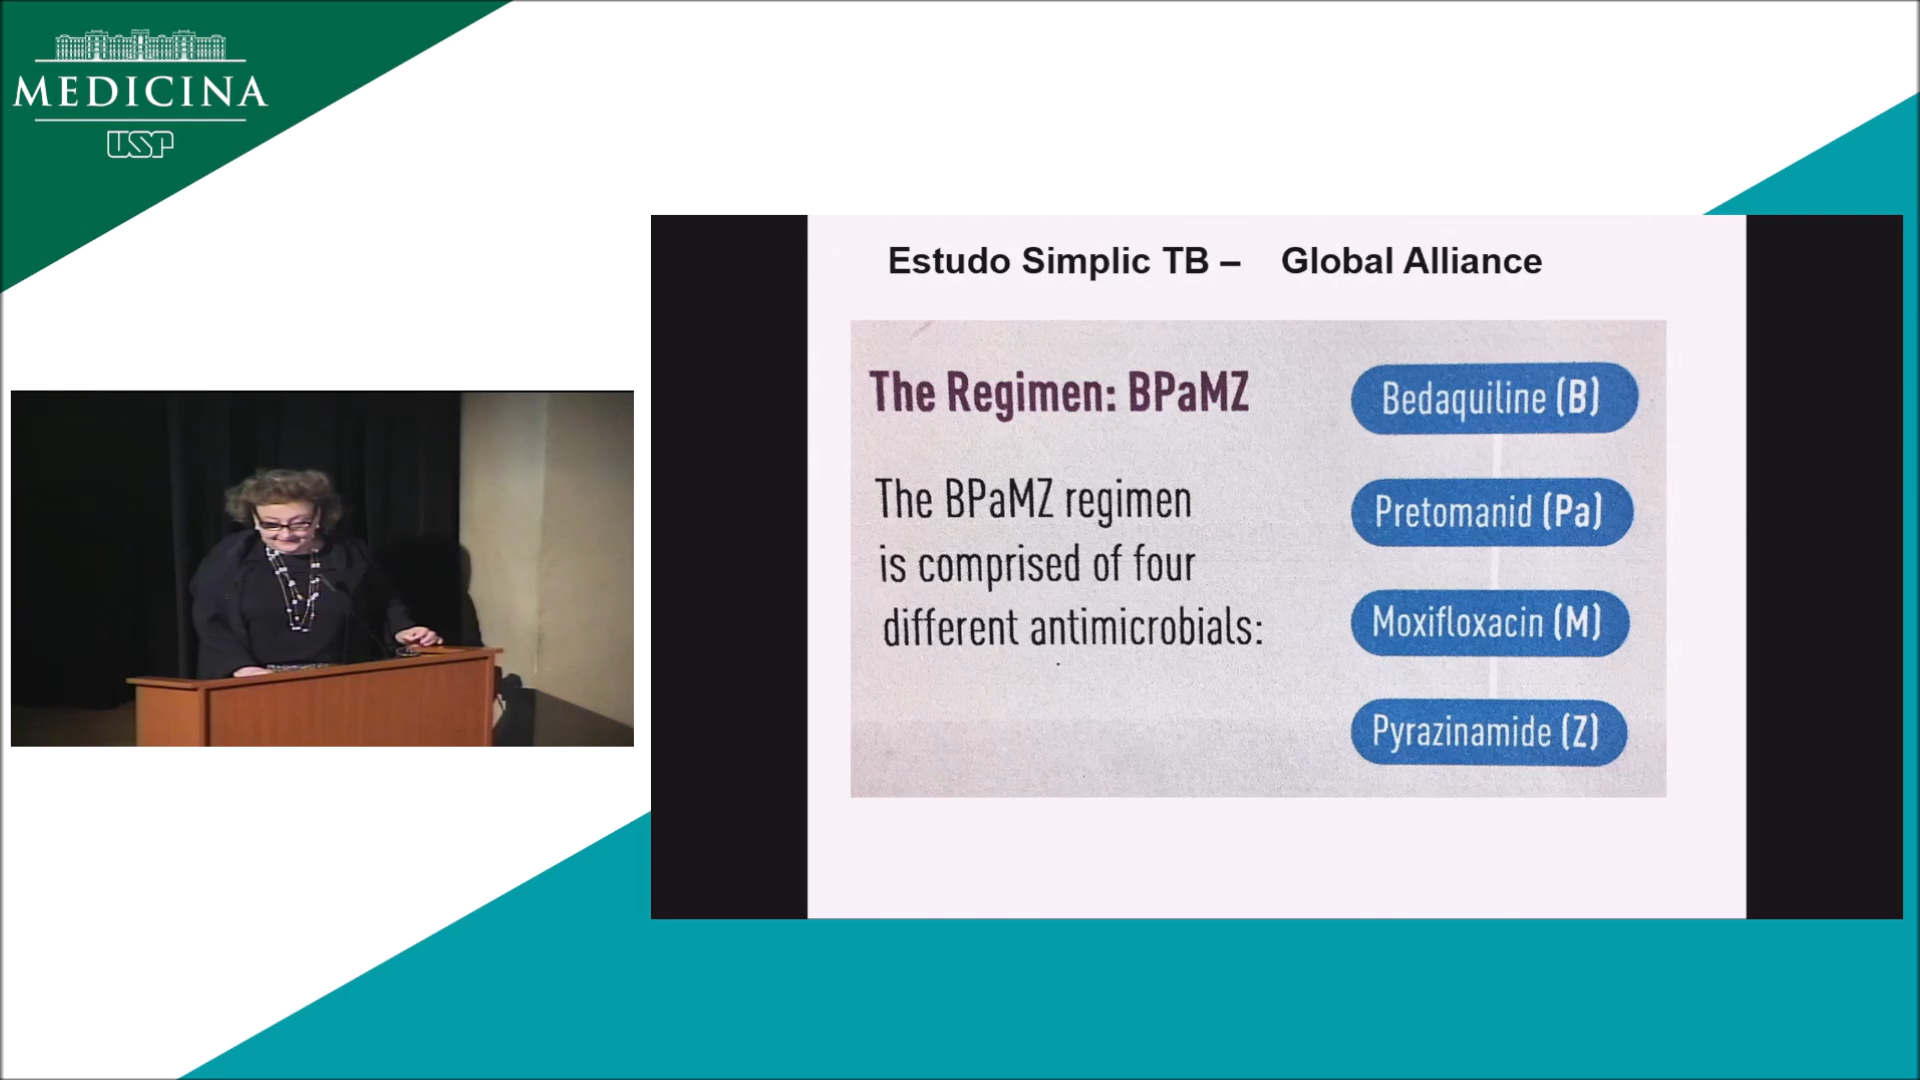 MEDICINA
USP
Estudo Simplic TB – Global Alliance
The Regimen: BPaMZ
The BPaMZ regimen
is comprised of four
different antimicrobials:
Bedaquiline (B)
Pretomanid (Pa)
Moxifloxacin (M)
Pyrazinamide (Z)